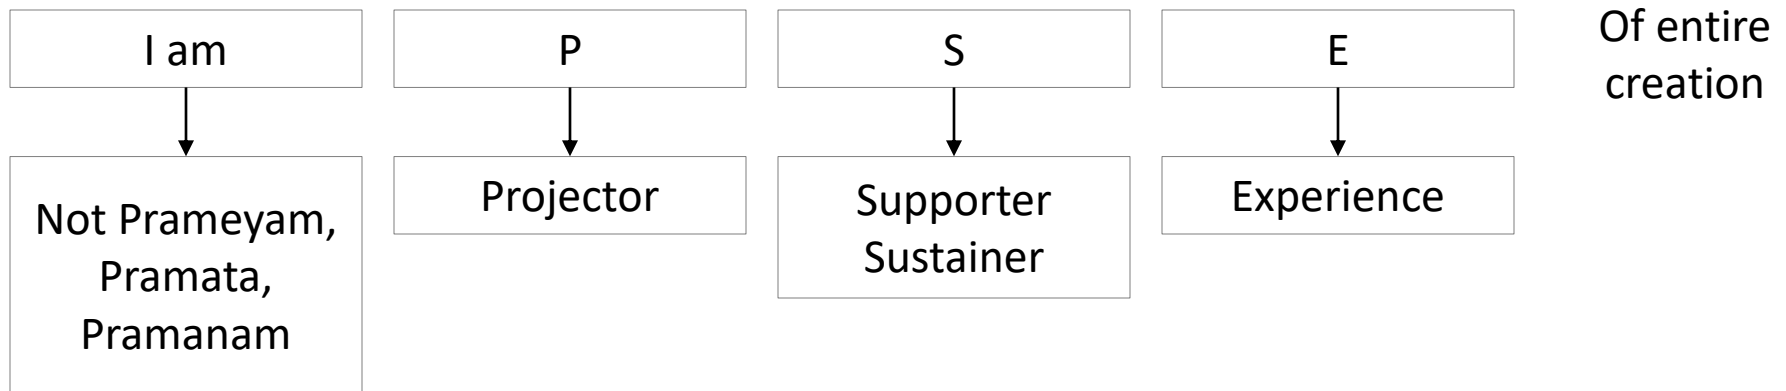 I am
P
S
E
Of entire
creation
Not Prameyam,
Pramata,
Pramanam
Projector
Supporter
Sustainer
Experience